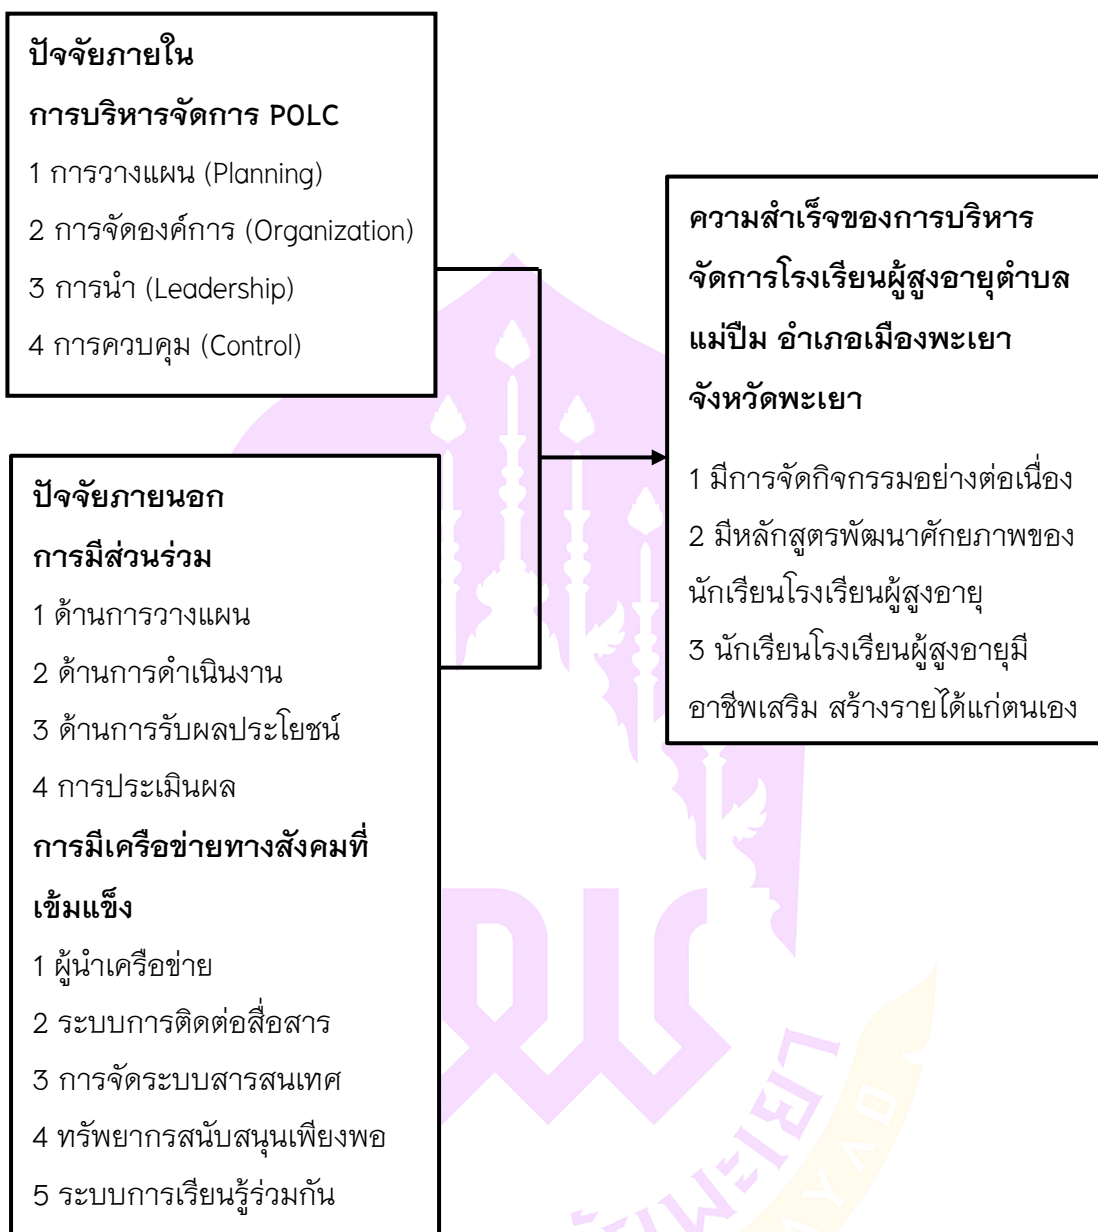 ปัจจัยภายใน
การบริหารจัดการ POLC
1 การวางแผน (Planning)
2 การจัดองค์การ (Organization)
3 การนำ (Leadership)
4 การควบคุม (Control)
ปัจจัยภายนอก
การมีส่วนร่วม
1 ด้านการวางแผน
2 ด้านการดำเนินงาน
3 ด้านการรับผลประโยชน์
4 การประเมินผล
การมีเครือข่ายทางสังคมที่
เข้มแข็ง
1 ผู้นำเครือข่าย
2 ระบบการติดต่อสื่อสาร
3 การจัดระบบสารสนเทศ
4 ทรัพยากรสนับสนุนเพียงพอ
5 ระบบการเรียนรู้ร่วมกัน
ความสำเร็จของการบริหาร
จัดการโรงเรียนผู้สูงอายุตำบล
แม่ปืม อำเภอเมืองพะเยา
จังหวัดพะเยา
1 มีการจัดกิจกรรมอย่างต่อเนื่อง
2 มีหลักสูตรพัฒนาศักยภาพของ
นักเรียนโรงเรียนผู้สูงอายุ
3 นักเรียนโรงเรียนผู้สูงอายุมี
อาชีพเสริม สร้างรายได้แก่ตนเอง